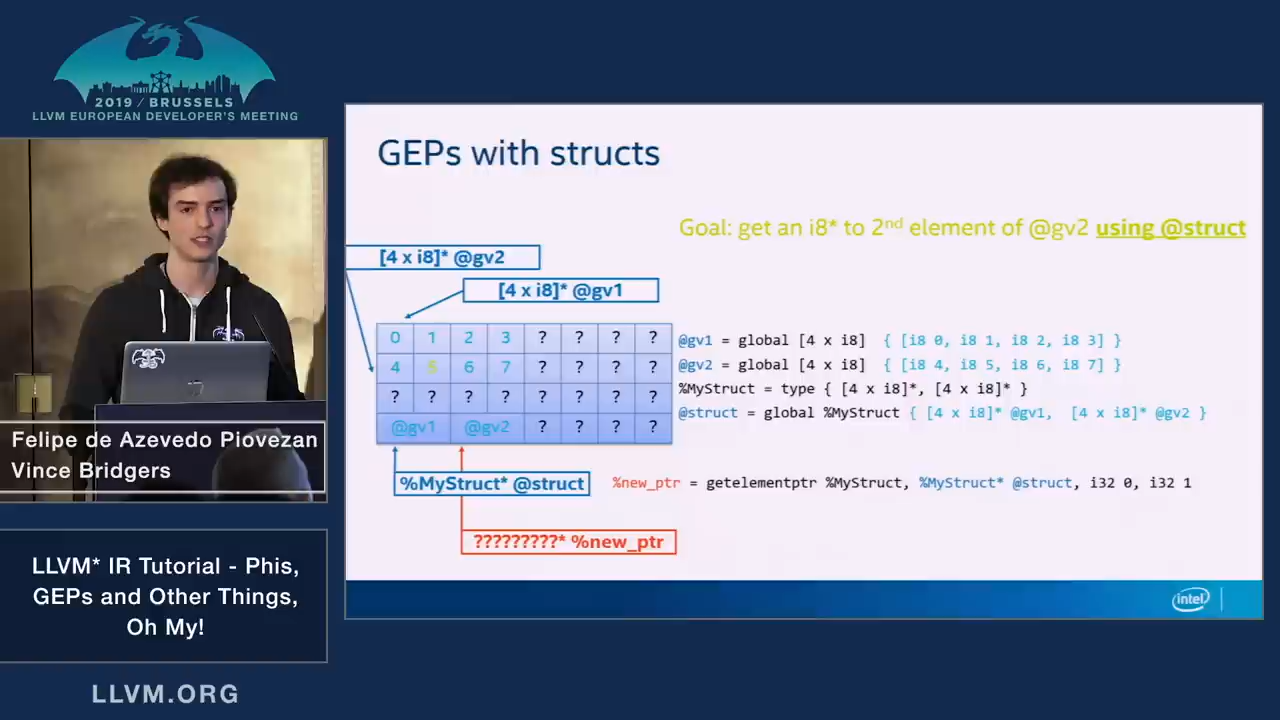 2019 / BRUSSELS
LLVM EUROPEAN DEVELOPER'S MEETING
Felipe de Azevedo Piovezan
Vince Bridgers
LLVM* IR Tutorial - Phis,
GEPs and Other Things,
Oh My!
LLVM.ORG
GEPs with structs
Goal: get an i8* to 2nd element of @gv2 using @struct
[4 x i8]* @gv2
[4 x i8]* @gv1
0 1 2 3 ? ? ? ?
4 5 6 7 ? ? ? ?
? ? ? ? ? ? ? ?
@gv1 @gv2 ? ? ? ?
@gv1 = global [4 x i8] { [i8 0, i8 1, i8 2, i8 3] }
@gv2 = global [4 x i8] { [i8 4, i8 5, i8 6, i8 7] }
%MyStruct = type { [4 x i8]*, [4 x i8]* }
@struct = global %MyStruct { [4 x i8]* @gv1, [4 x i8]* @gv2 }
%MyStruct* @struct
%new_ptr = getelementptr %MyStruct, %MyStruct* @struct, i32 0, i32 1
?????????* %new_ptr
intel